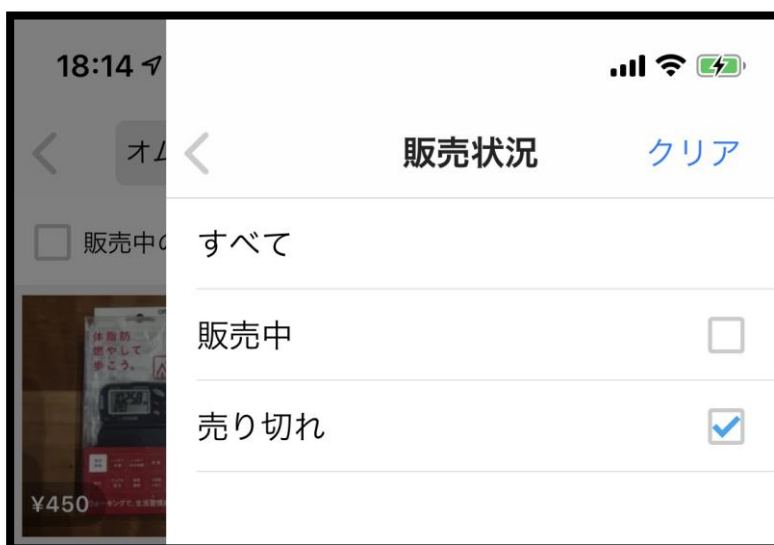 18:14
販売状況
クリア
オム
すべて
販売中
販売中
売り切れ
体脂肪
燃やして
歩こう。
¥450